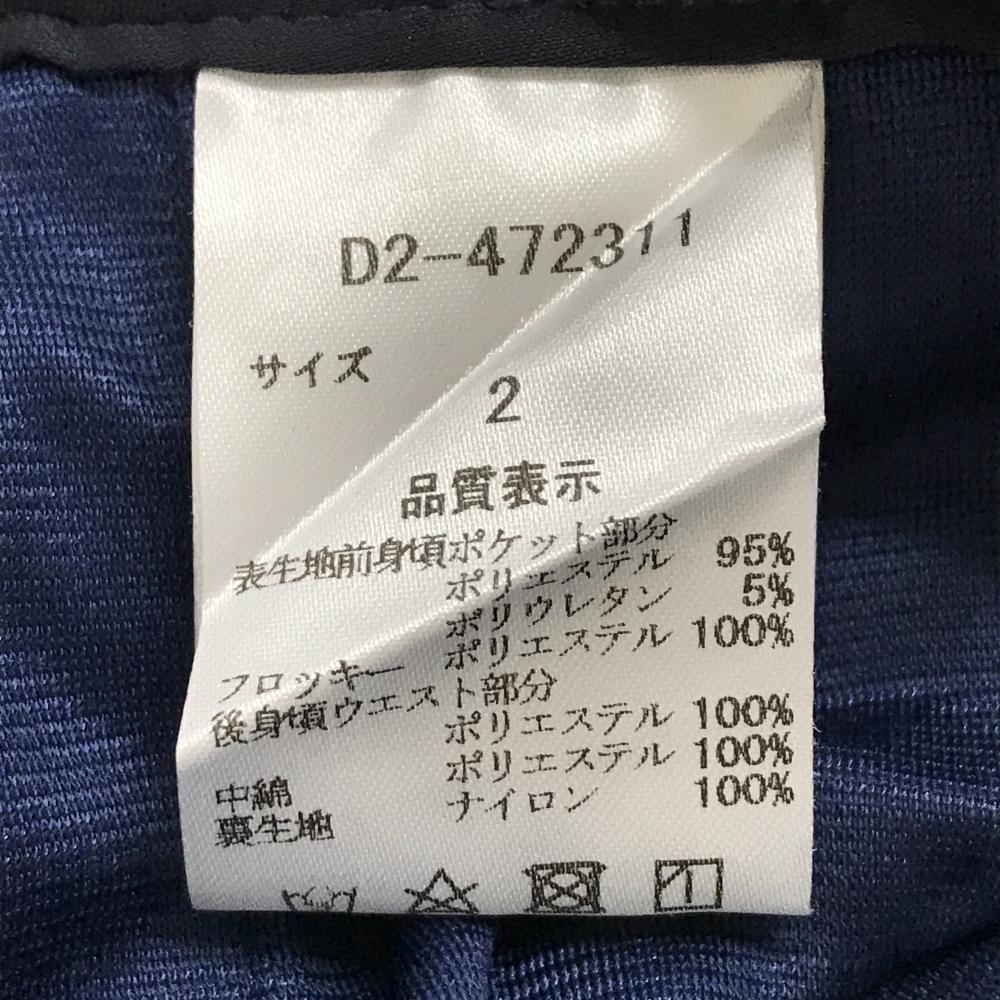 D2-472311
サイズ
2
品質表示
表生地前身頃ポケット部分
ポリエステル 95%
ポリウレタン 5%
フロッキー ポリエステル 100%
後身頃ウエスト部分
ポリエステル 100%
中綿 ポリエステル 100%
裏生地 ナイロン 100%